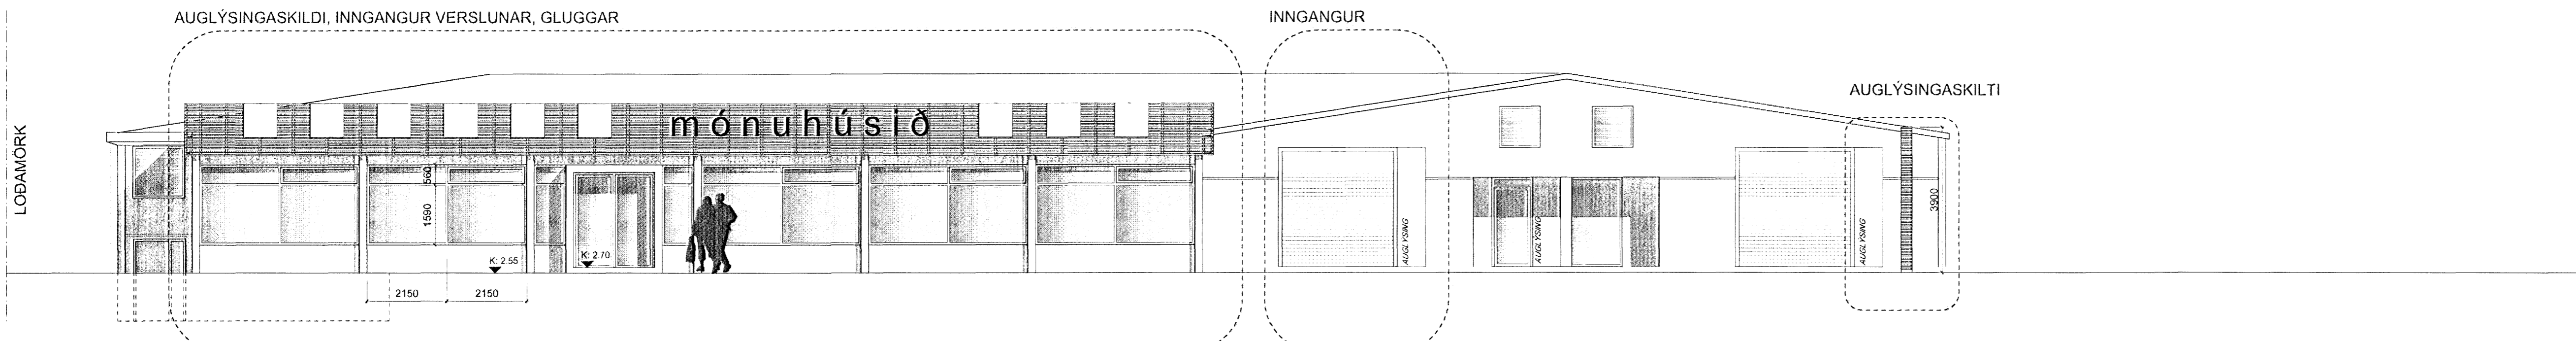 AUGLÝSINGASKILDI, INNGANGUR VERSLUNAR, GLUGGAR
INNGANGUR
AUGLÝSINGASKILTI
LOÐAMÖRK
mónuhúsið
560
1590
3900
K: 2.55
K: 2.70
AUGLÝSING
AUGLÝSING
AUGLÝSING
2150
2150